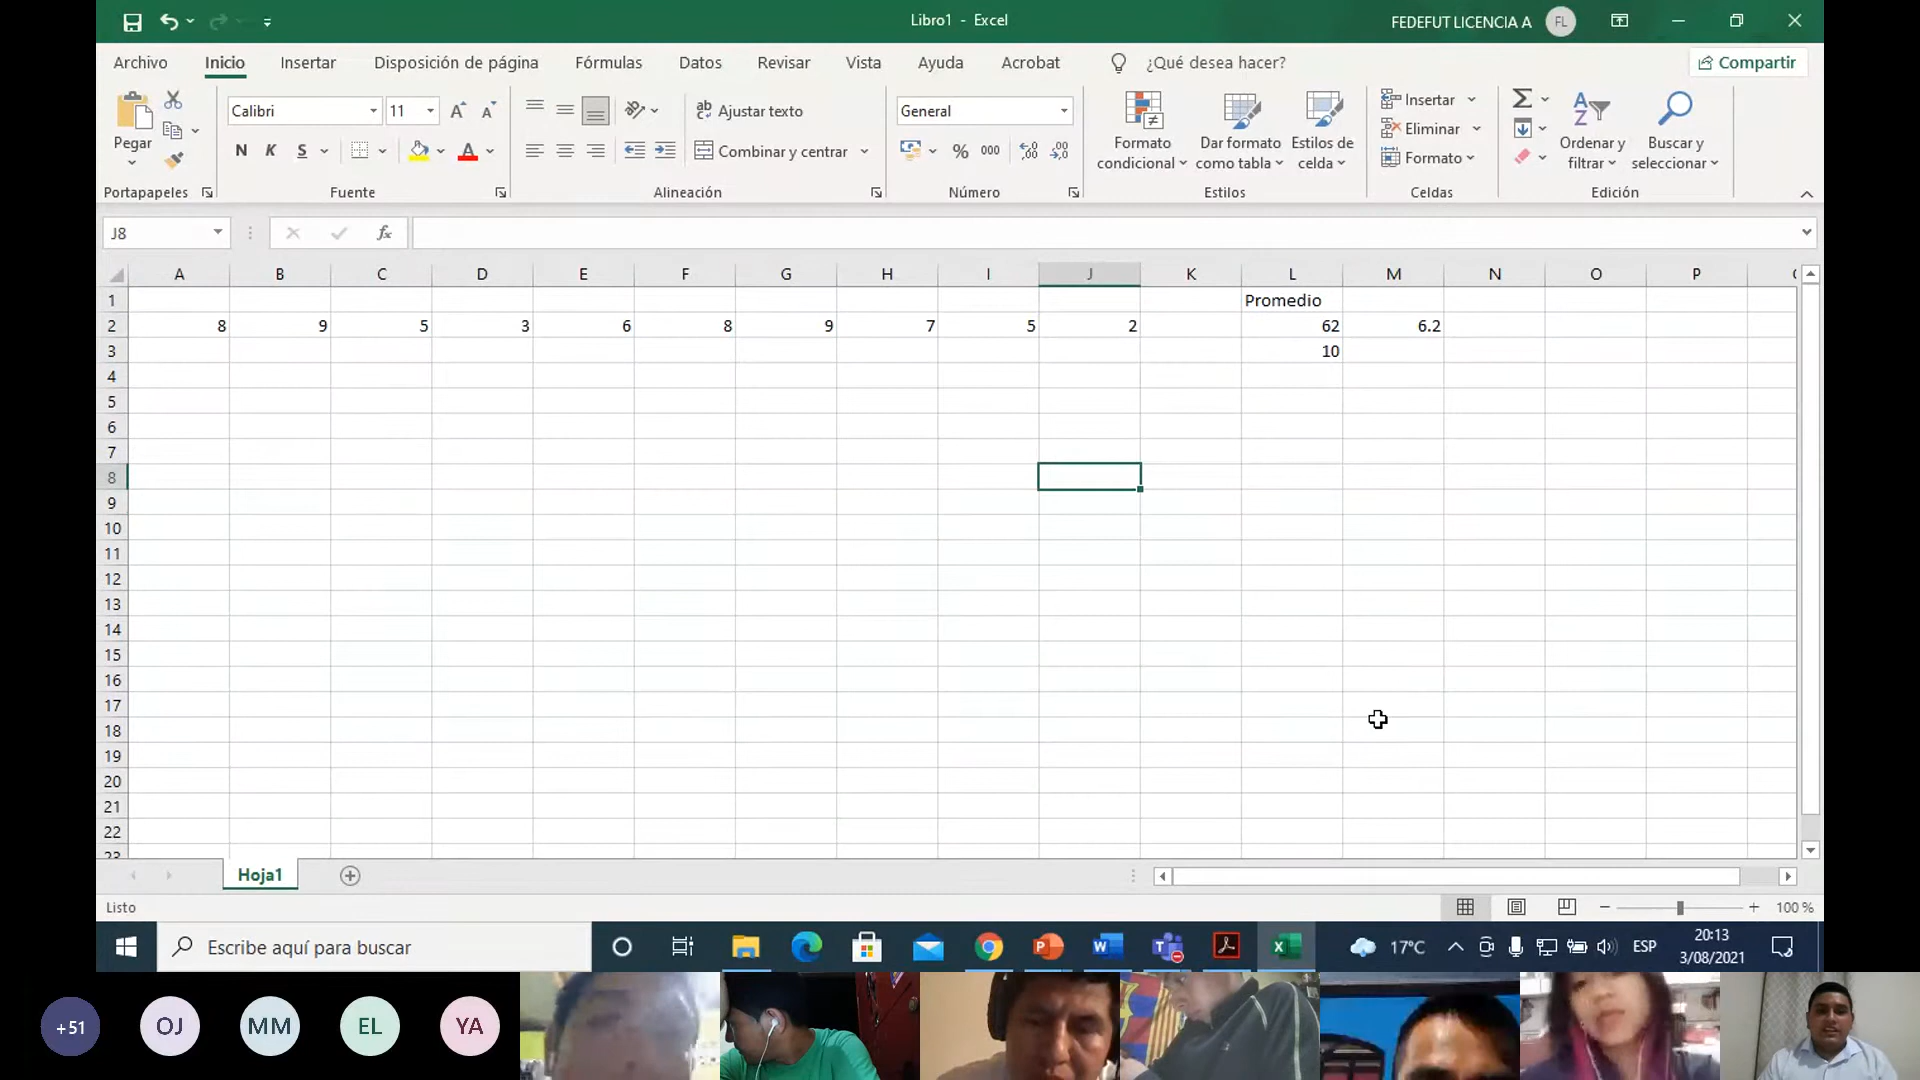 Libro1 - Excel
FEDEFUT LICENCIA A FL
Archivo Inicio Insertar Disposición de página Fórmulas Datos Revisar Vista Ayuda Acrobat ¿Qué desea hacer? Compartir
Calibri 11 Ajustar texto General Insertar
Pegar N K S Combinar y centrar % 000 Formato condicional Dar formato como tabla Estilos de celda Eliminar Formato Ordenar y filtrar Buscar y seleccionar
Portapapeles Fuente Alineación Número Estilos Celdas Edición
J8 fx
A B C D E F G H I J K L M N O P
1 Promedio
2 8 9 5 3 6 8 9 7 5 2 62 6.2
3 10
4
5
6
7
8
9
10
11
12
13
14
15
16
17
18
19
20
21
22
23
Hoja1
Listo 100 %
Escribe aquí para buscar 17°C ESP 20:13
3/08/2021
+51 OJ MM EL YA